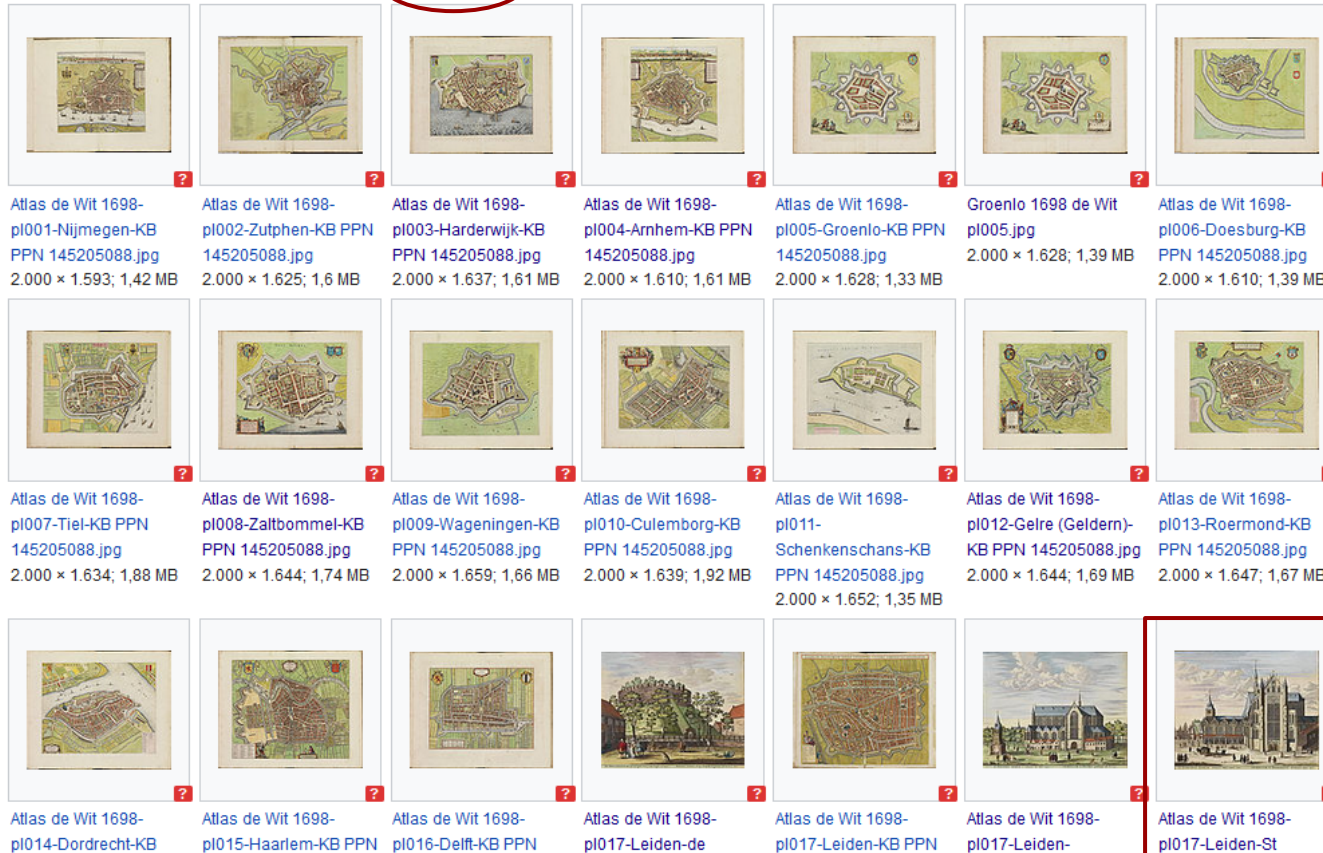 Atlas de Wit 1698-
pl001-Nijmegen-KB
PPN 145205088.jpg
2.000 × 1.593; 1,42 MB
Atlas de Wit 1698-
pl002-Zutphen-KB PPN
145205088.jpg
2.000 × 1.625; 1,6 MB
Atlas de Wit 1698-
pl003-Harderwijk-KB
PPN 145205088.jpg
2.000 × 1.637; 1,61 MB
Atlas de Wit 1698-
pl004-Arnhem-KB PPN
145205088.jpg
2.000 × 1.610; 1,61 MB
Atlas de Wit 1698-
pl005-Groenlo-KB PPN
145205088.jpg
2.000 × 1.628; 1,33 MB
Groenlo 1698 de Wit
pl005.jpg
2.000 × 1.628; 1,39 MB
Atlas de Wit 1698-
pl006-Doesburg-KB
PPN 145205088.jpg
2.000 × 1.610; 1,39 MB
Atlas de Wit 1698-
pl007-Tiel-KB PPN
145205088.jpg
2.000 × 1.634; 1,88 MB
Atlas de Wit 1698-
pl008-Zaltbommel-KB
PPN 145205088.jpg
2.000 × 1.644; 1,74 MB
Atlas de Wit 1698-
pl009-Wageningen-KB
PPN 145205088.jpg
2.000 × 1.659; 1,66 MB
Atlas de Wit 1698-
pl010-Culemborg-KB
PPN 145205088.jpg
2.000 × 1.639; 1,92 MB
Atlas de Wit 1698-
pl011-
Schenkenschans-KB
PPN 145205088.jpg
2.000 × 1.652; 1,35 MB
Atlas de Wit 1698-
pl012-Gelre (Geldern)-
KB PPN 145205088.jpg
2.000 × 1.644; 1,69 MB
Atlas de Wit 1698-
pl013-Roermond-KB
PPN 145205088.jpg
2.000 × 1.647; 1,67 MB
Atlas de Wit 1698-
pl014-Dordrecht-KB
Atlas de Wit 1698-
pl015-Haarlem-KB PPN
Atlas de Wit 1698-
pl016-Delft-KB PPN
Atlas de Wit 1698-
pl017-Leiden-de
Atlas de Wit 1698-
pl017-Leiden-KB PPN
Atlas de Wit 1698-
pl017-Leiden-
Atlas de Wit 1698-
pl017-Leiden-St